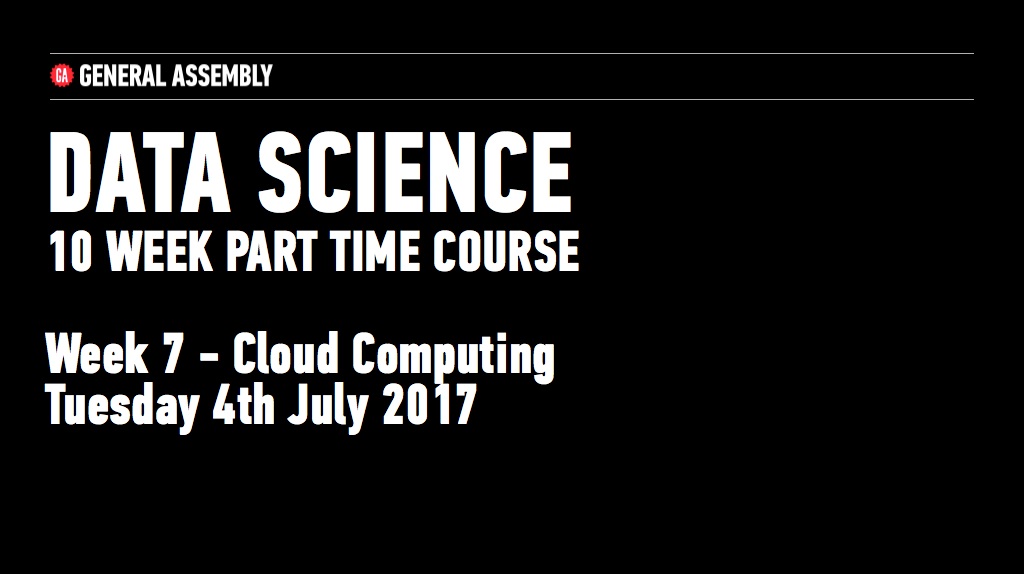 GA GENERAL ASSEMBLY
DATA SCIENCE
10 WEEK PART TIME COURSE
Week 7 – Cloud Computing
Tuesday 4th July 2017